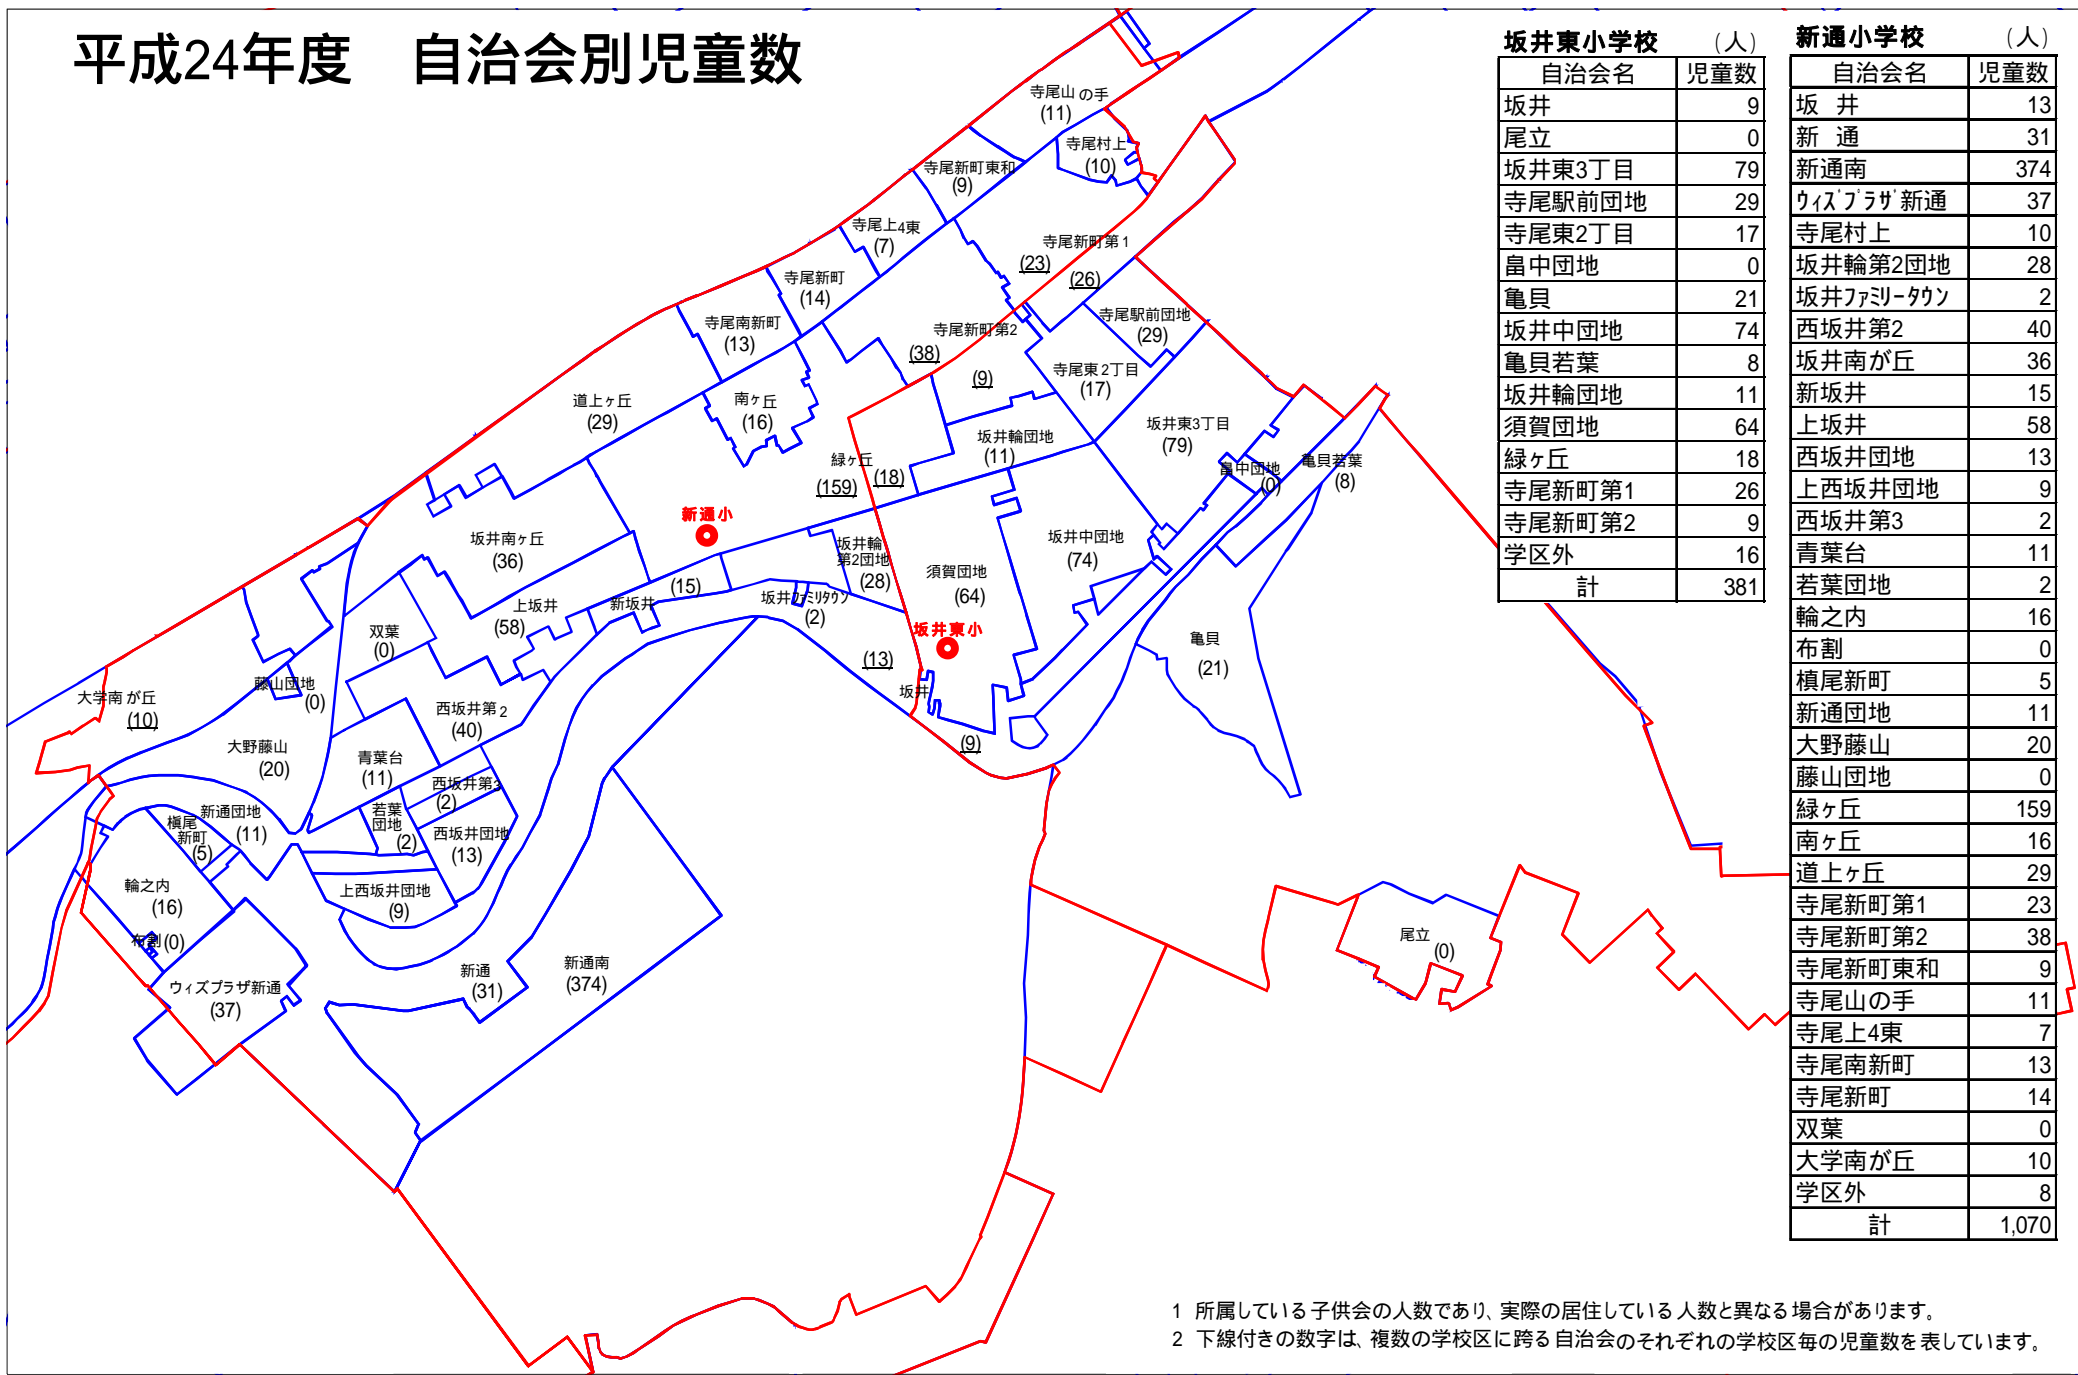 平成24年度　自治会別児童数
坂井東小学校　(人)
自治会名 児童数
坂井 9
尾立 0
坂井東3丁目 79
寺尾駅前団地 29
寺尾東2丁目 17
畠中団地 0
亀貝 21
坂井中団地 74
亀貝若葉 8
坂井輪団地 11
須賀団地 64
緑ヶ丘 18
寺尾新町第1 26
寺尾新町第2 9
学区外 16
計 381
新通小学校　(人)
自治会名 児童数
坂 井 13
新 通 31
新通南 374
ウィズプラザ新通 37
寺尾村上 10
坂井輪第2団地 28
坂井ファミリータウン 2
西坂井第2 40
坂井南が丘 36
新坂井 15
上坂井 58
西坂井団地 13
上西坂井団地 9
西坂井第3 2
青葉台 11
若葉団地 2
輪之内 16
布割 0
槙尾新町 5
新通団地 11
大野藤山 20
藤山団地 0
緑ヶ丘 159
南ヶ丘 16
道上ヶ丘 29
寺尾新町第1 23
寺尾新町第2 38
寺尾新町東和 9
寺尾山の手 11
寺尾上4東 7
寺尾南新町 13
寺尾新町 14
双葉 0
大学南が丘 10
学区外 8
計 1,070
寺尾山の手
(11)
寺尾村上
(10)
寺尾新町東和
(9)
寺尾上4東
(7)
寺尾新町第1
(23)
(26)
寺尾新町
(14)
寺尾駅前団地
(29)
寺尾南新町
(13)
寺尾新町第2
(38)
(9)
寺尾東2丁目
(17)
道上ヶ丘
(29)
南ヶ丘
(16)
坂井東3丁目
(79)
坂井輪団地
(11)
緑ヶ丘
(159)
(18)
畠中団地
(0)
亀貝若葉
(8)
新通小
坂井南ヶ丘
(36)
坂井輪
第2団地
(28)
坂井中団地
(74)
須賀団地
(64)
上坂井
(58)
新坂井
(15)
坂井ファミリタウン
(2)
坂井東小
双葉
(0)
亀貝
(21)
(13)
坂井
(9)
藤山団地
(0)
大学南が丘
(10)
西坂井第2
(40)
大野藤山
(20)
青葉台
(11)
西坂井第3
(2)
若葉
団地
(2)
西坂井団地
(13)
新通団地
(11)
槙尾
新町
(5)
輪之内
(16)
上西坂井団地
(9)
布割(0)
尾立
(0)
新通
(31)
新通南
(374)
ウィズプラザ新通
(37)
1 所属している子供会の人数であり、実際の居住している人数と異なる場合があります。
2 下線付きの数字は、複数の学校区に跨る自治会のそれぞれの学校区毎の児童数を表しています。